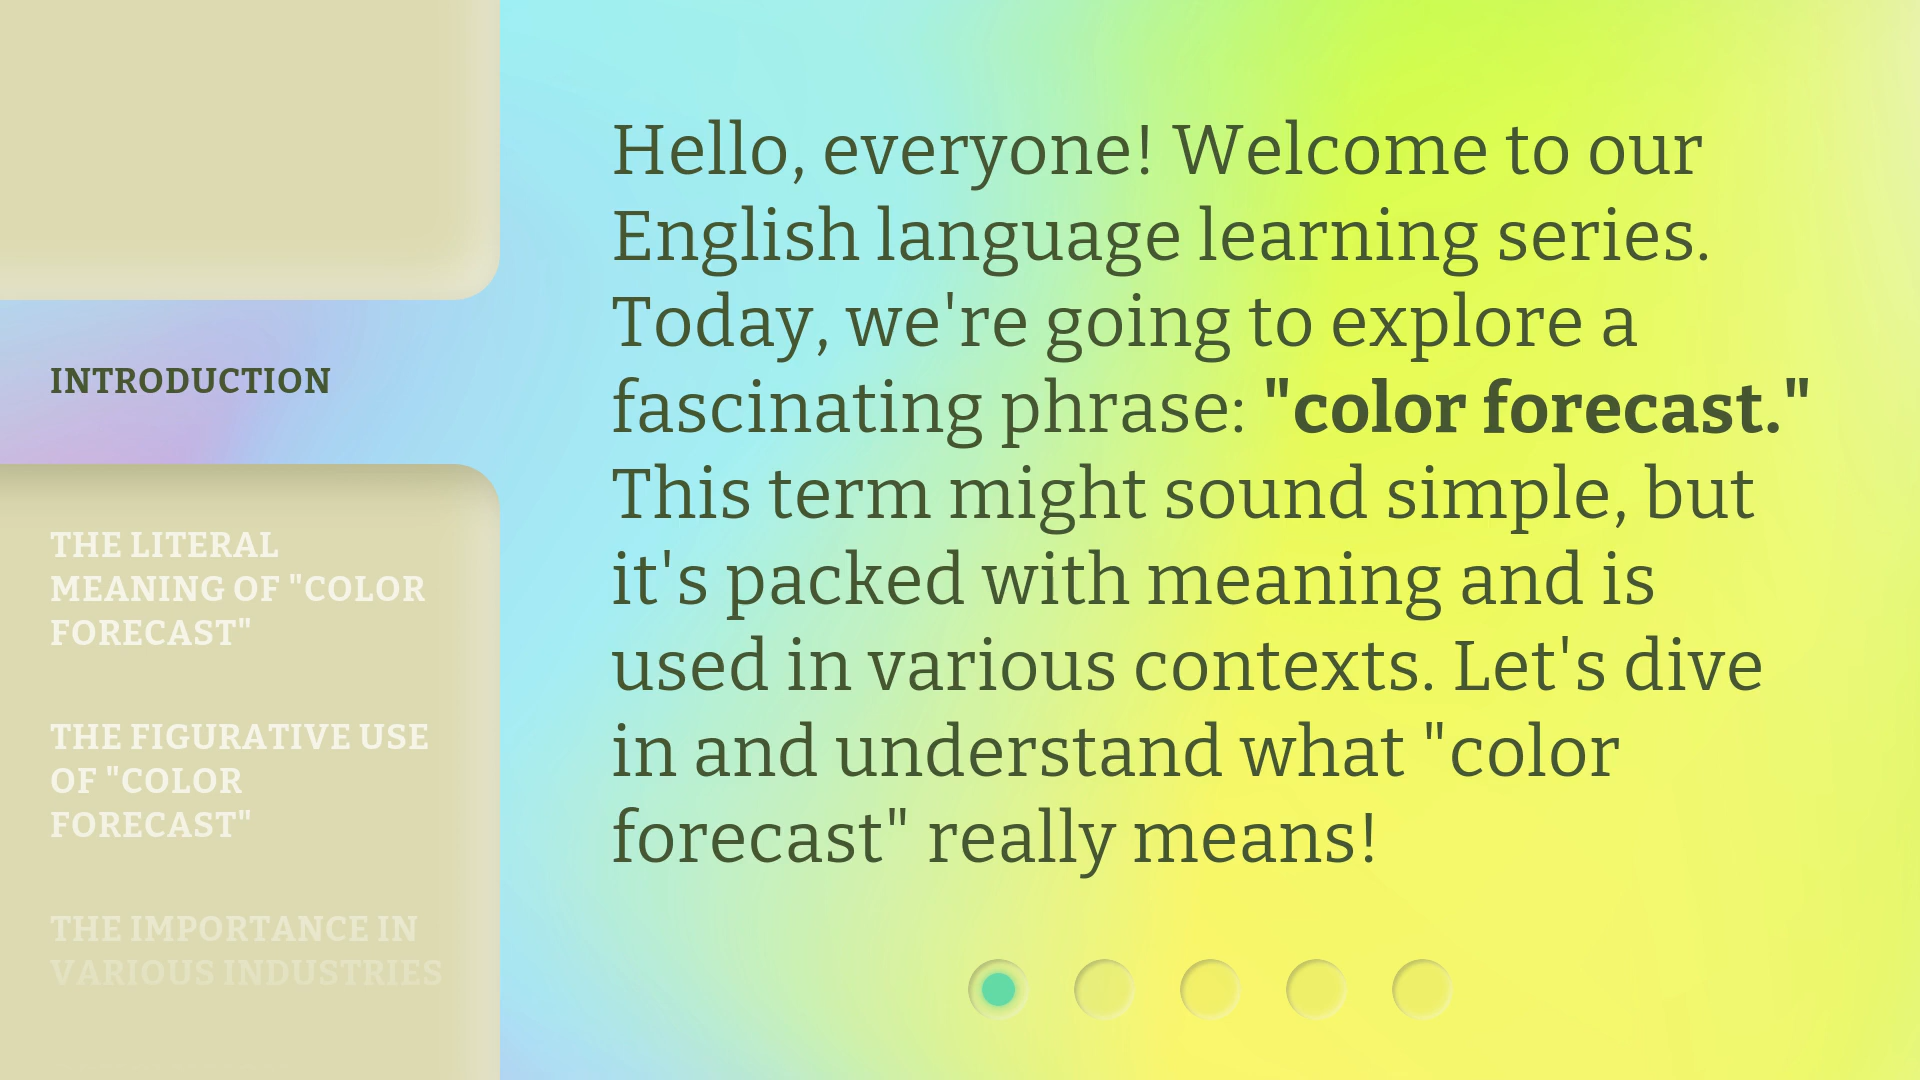 INTRODUCTION
THE LITERAL
MEANING OF "COLOR
FORECAST"
THE FIGURATIVE USE
OF "COLOR
FORECAST"
THE IMPORTANCE IN
VARIOUS INDUSTRIES
Hello, everyone! Welcome to our
English language learning series.
Today, we're going to explore a
fascinating phrase: "color forecast."
This term might sound simple, but
it's packed with meaning and is
used in various contexts. Let's dive
in and understand what "color
forecast" really means!